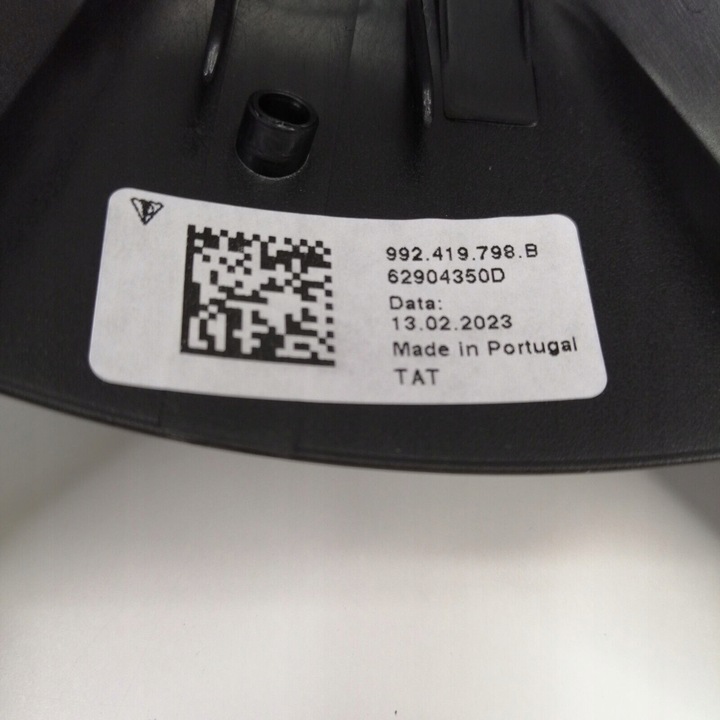 992.419.798.B
62904350D
Data:
13.02.2023
Made in Portugal
TAT